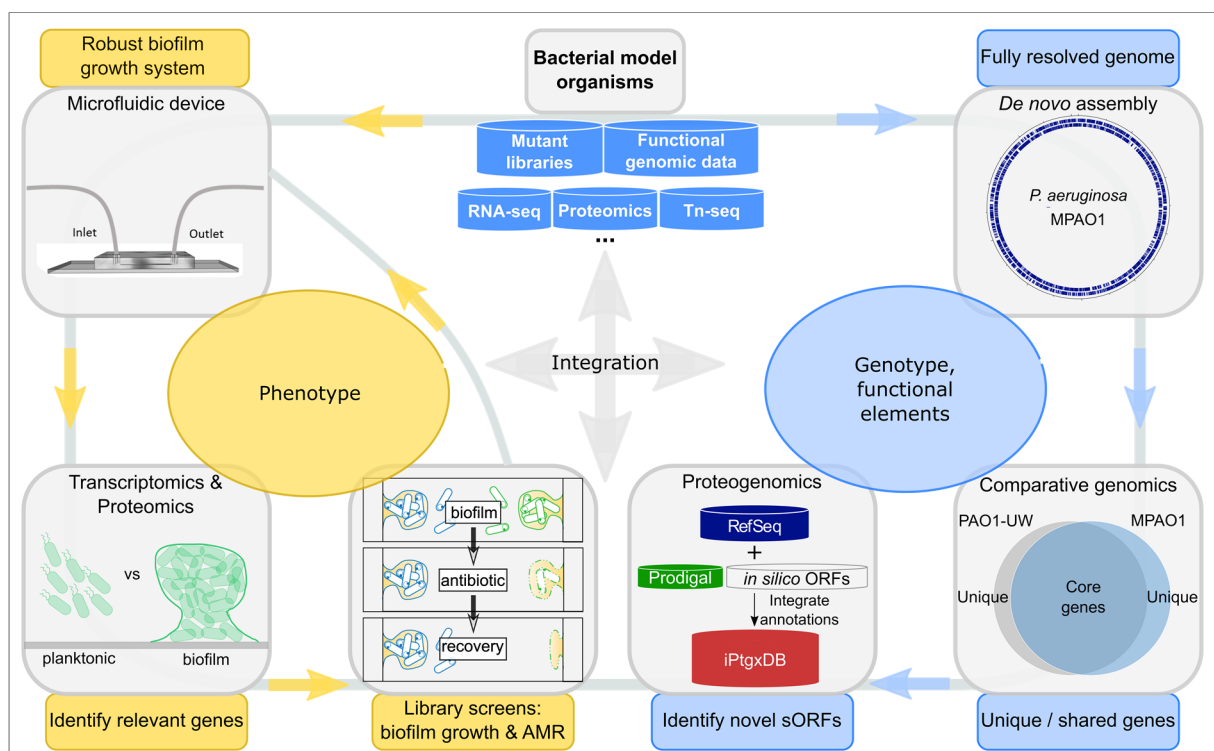 Robust biofilm
growth system
Microfluidic device
Inlet
Outlet
Bacterial model
organisms
Mutant
libraries
Functional
genomic data
RNA-seq
Proteomics
Tn-seq
...
Fully resolved genome
De novo assembly
P. aeruginosa
MPAO1
Phenotype
Integration
Genotype,
functional
elements
Transcriptomics &
Proteomics
vs
planktonic
biofilm
Identify relevant genes
biofilm
antibiotic
recovery
Library screens:
biofilm growth & AMR
Proteogenomics
RefSeq
+
Prodigal
in silico ORFs
Integrate
annotations
iPtgxDB
Identify novel sORFs
Comparative genomics
PAO1-UW
MPAO1
Unique
Core
genes
Unique
Unique / shared genes